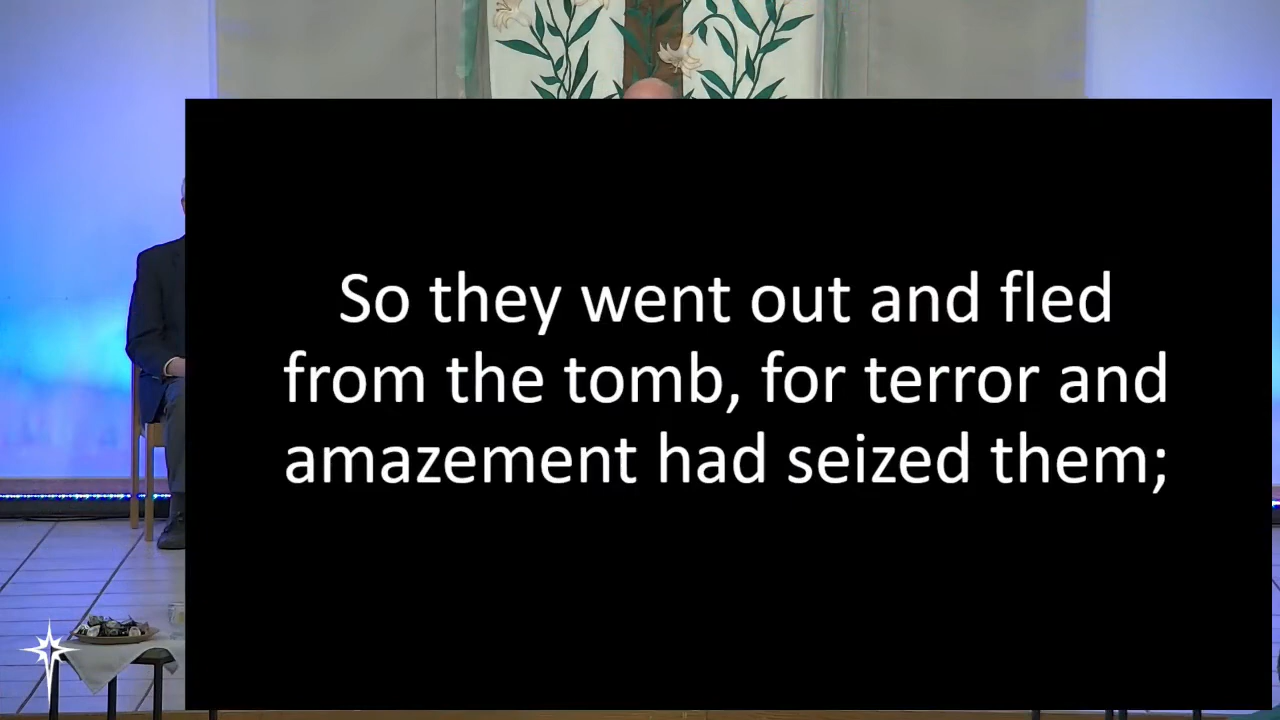 So they went out and fled
from the tomb, for terror and
amazement had seized them;